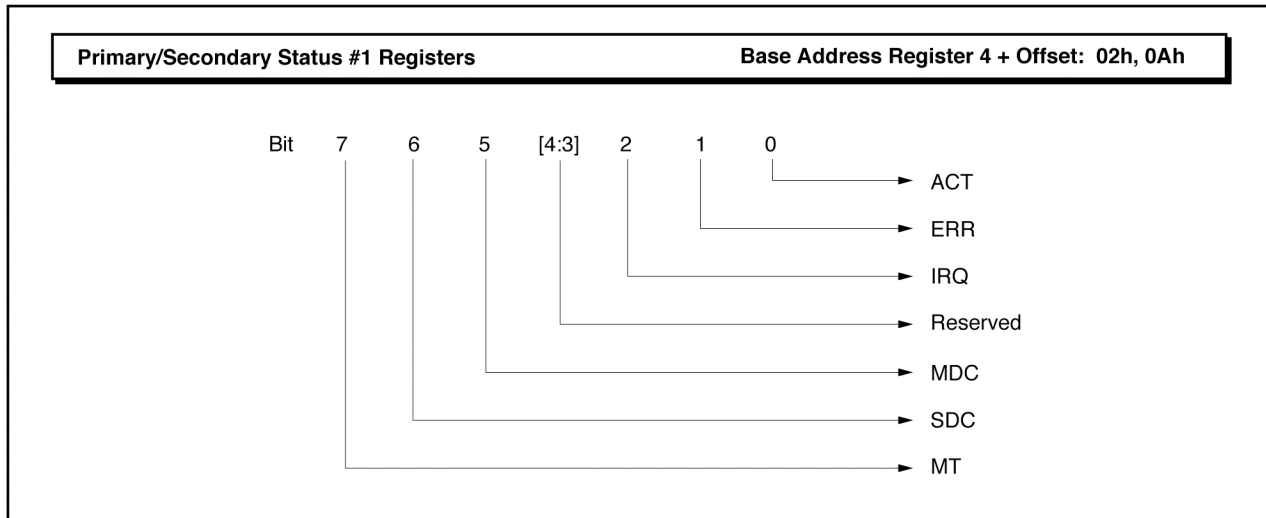 Primary/Secondary Status #1 Registers Base Address Register 4 + Offset: 02h, 0Ah
Bit 7 6 5 [4:3] 2 1 0
ACT
ERR
IRQ
Reserved
MDC
SDC
MT